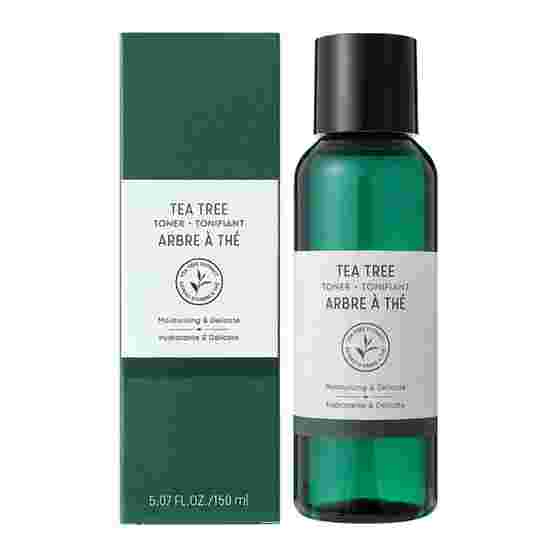 TEA TREE
TONER • TONIFIANT
ARBRE À THÉ
Moisturizing & Delicate
Hydratante & Délicate
5.07 FL.OZ./150 ml
TEA TREE
TONER • TONIFIANT
ARBRE À THÉ
Moisturizing & Delicate
Hydratante & Délicate